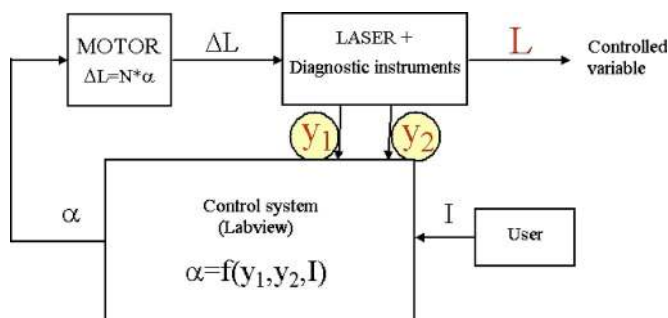 MOTOR
ΔL=N*α
ΔL
LASER +
Diagnostic instruments
L
Controlled
variable
y1
y2
α
Control system
(Labview)
α=f(y1,y2,I)
I
User